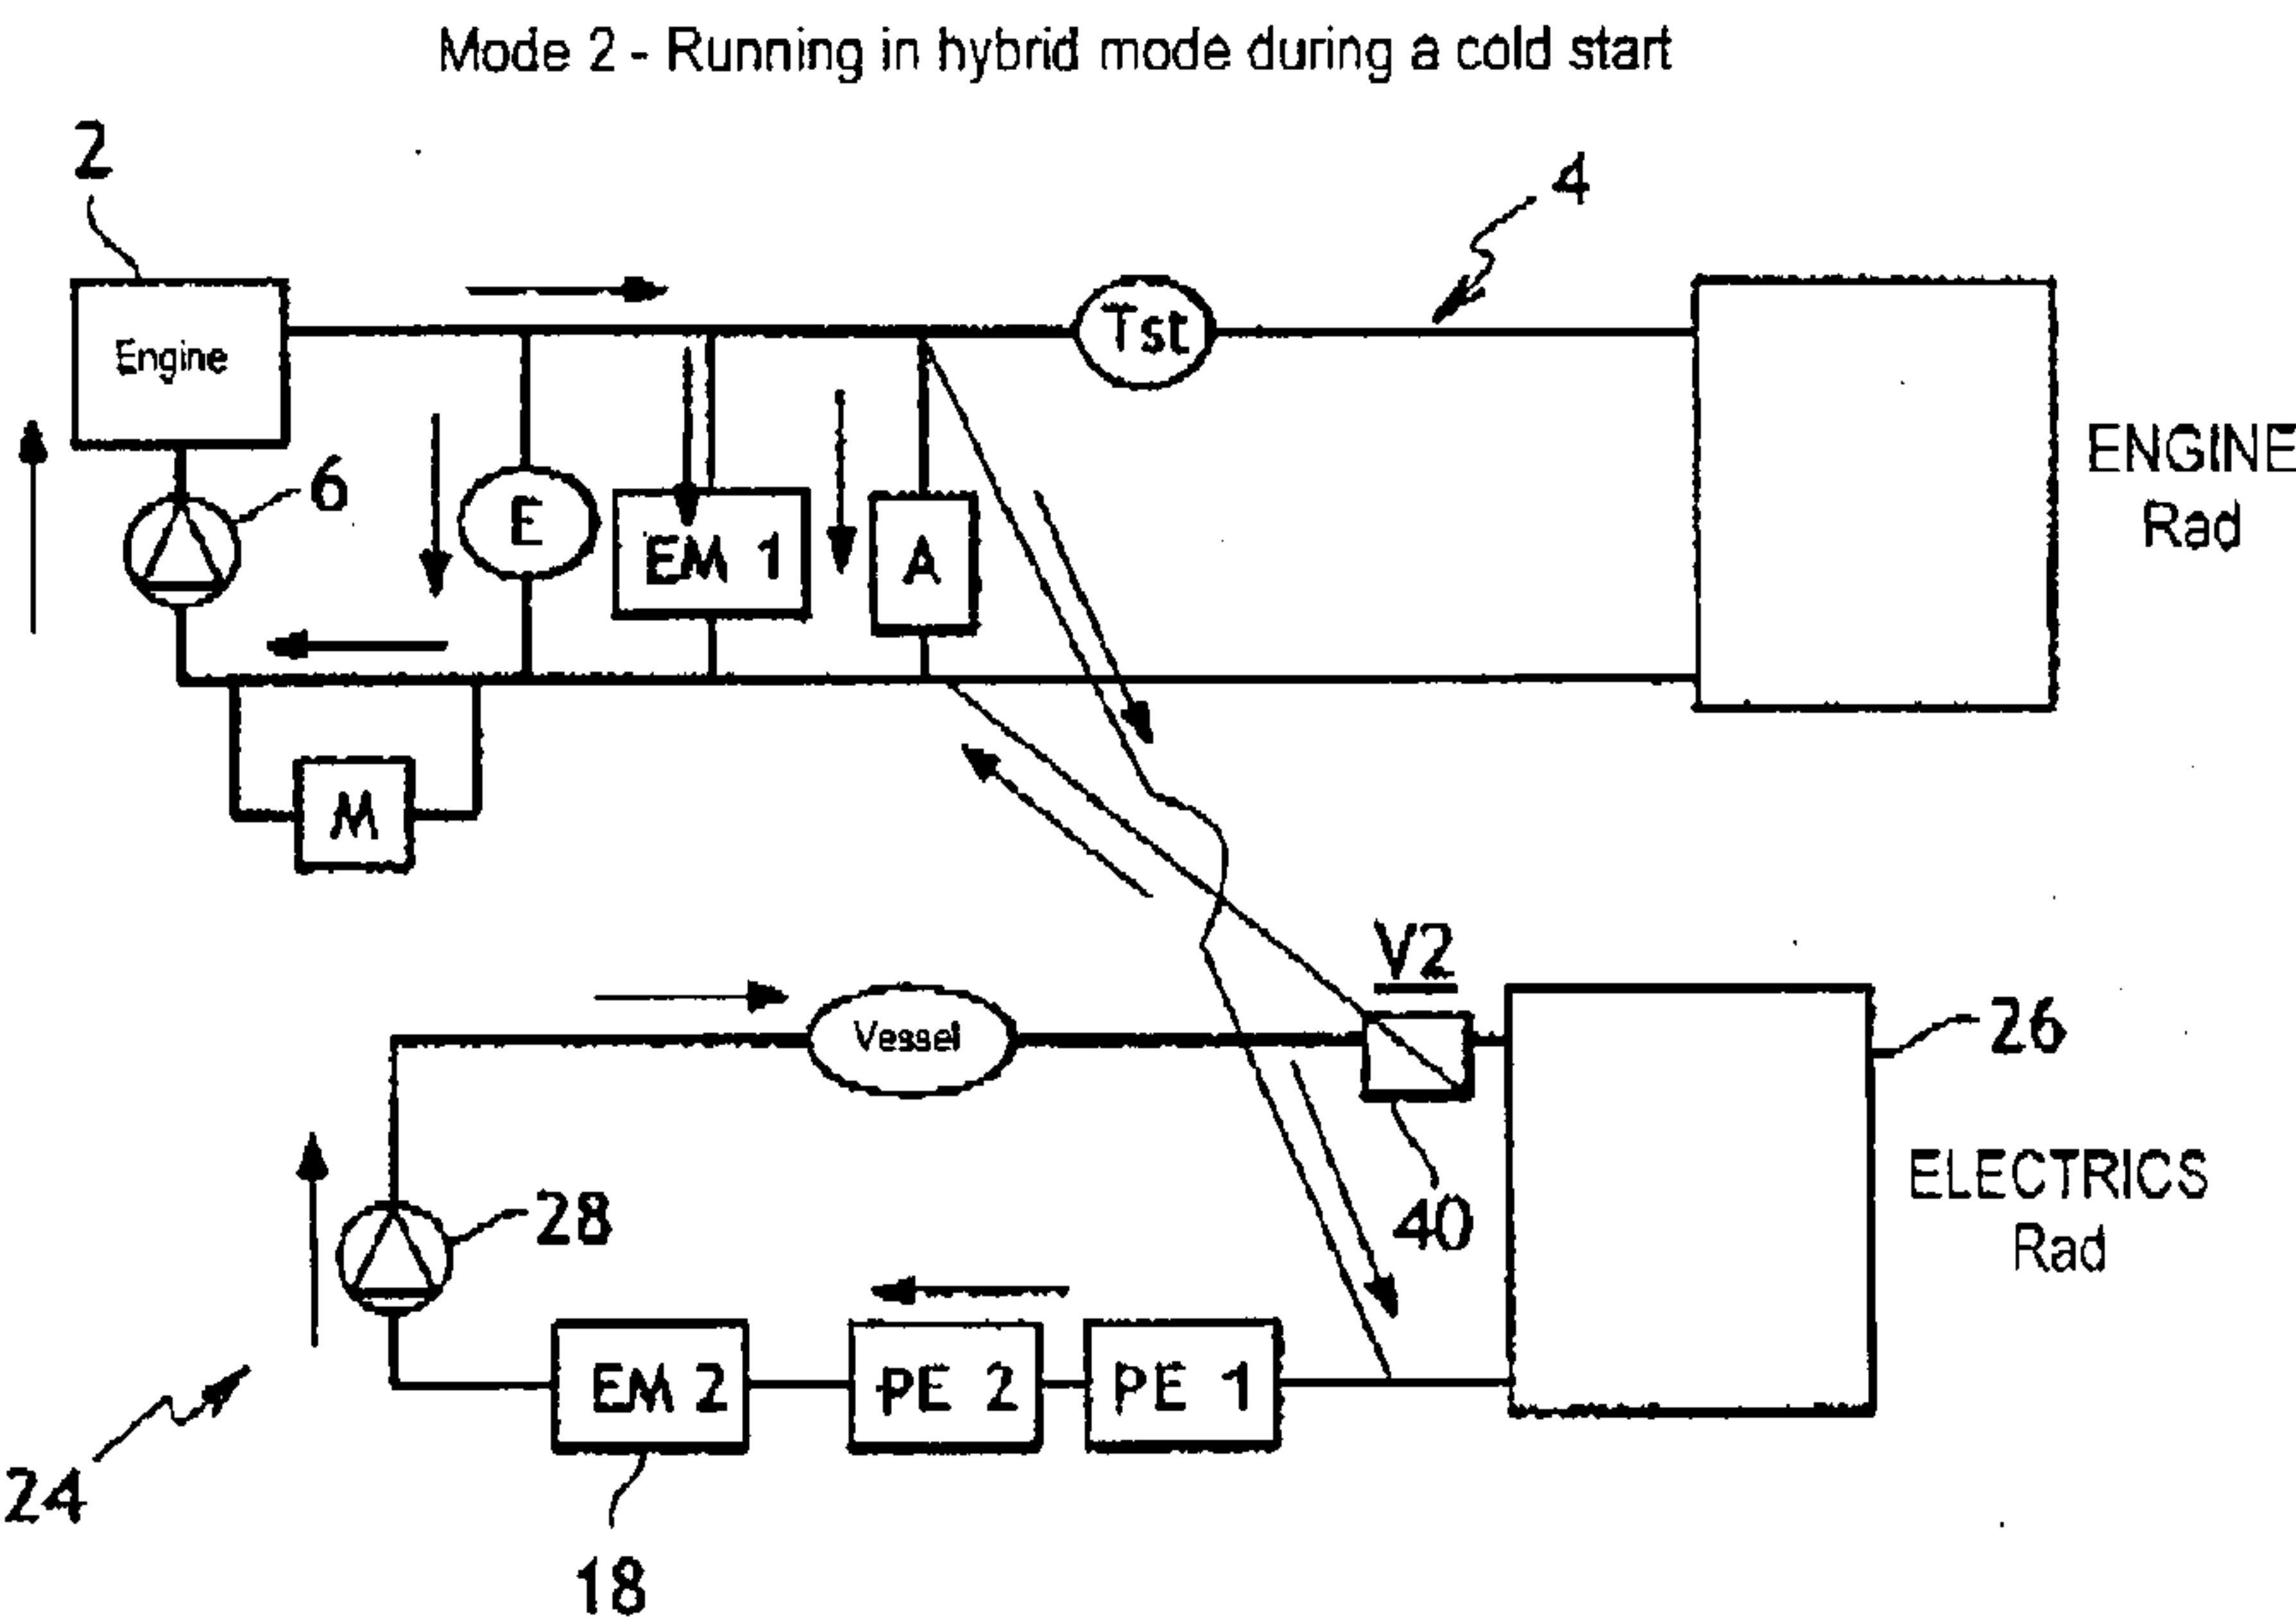 Mode 2 - Running in hybrid mode during a cold start
2
4
Engine
Tst
6
E
EM 1
A
ENGINE
Rad
M
V2
Vessel
26
28
40
ELECTRICS
Rad
EM 2
PE 2
PE 1
24
18